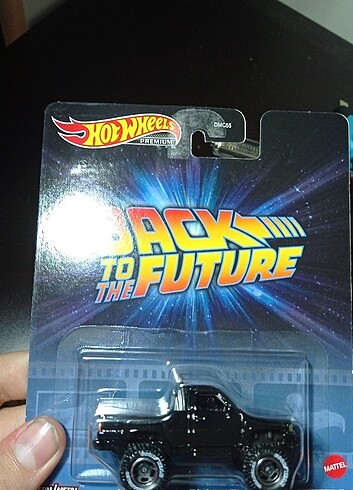 HOT WHEELS
PREMIUM
DMC55
BACK
TO
THE FUTURE
MATTEL